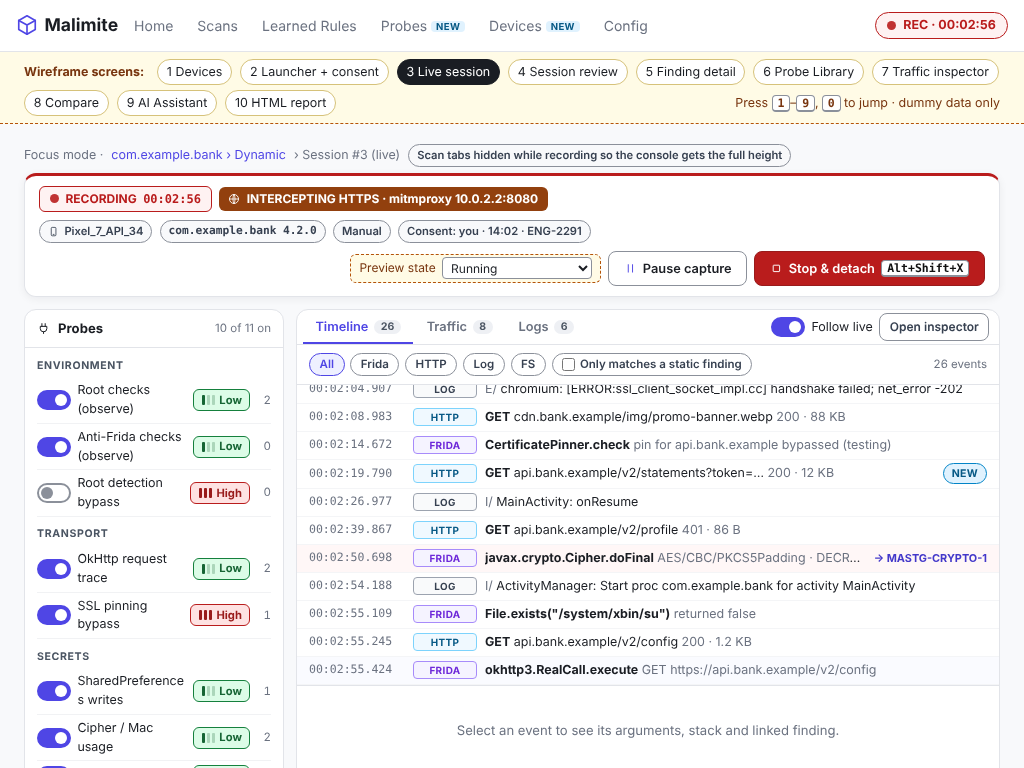 Malimite
Home
Scans
Learned Rules
Probes NEW
Devices NEW
Config
REC · 00:02:56
Wireframe screens:
1 Devices
2 Launcher + consent
3 Live session
4 Session review
5 Finding detail
6 Probe Library
7 Traffic inspector
8 Compare
9 AI Assistant
10 HTML report
Press 1–9, 0 to jump · dummy data only
Focus mode · com.example.bank › Dynamic › Session #3 (live)
Scan tabs hidden while recording so the console gets the full height
RECORDING 00:02:56
INTERCEPTING HTTPS · mitmproxy 10.0.2.2:8080
Pixel_7_API_34
com.example.bank 4.2.0
Manual
Consent: you · 14:02 · ENG-2291
Preview state Running
Pause capture
Stop & detach Alt+Shift+X
Probes
10 of 11 on
ENVIRONMENT
Root checks
(observe)
Low 2
Anti-Frida checks
(observe)
Low 0
Root detection
bypass
High 0
TRANSPORT
OkHttp request
trace
Low 2
SSL pinning
bypass
High 1
SECRETS
SharedPreference
s writes
Low 1
Cipher / Mac
usage
Low 2
Timeline 26
Traffic 8
Logs 6
Follow live
Open inspector
All
Frida
HTTP
Log
FS
Only matches a static finding
26 events
00:02:04.907 LOG E/ chromium: [ERROR:ssl_client_socket_impl.cc] handshake failed; net_error -202
00:02:08.983 HTTP GET cdn.bank.example/img/promo-banner.webp 200 · 88 KB
00:02:14.672 FRIDA CertificatePinner.check pin for api.bank.example bypassed (testing)
00:02:19.790 HTTP GET api.bank.example/v2/statements?token=… 200 · 12 KB NEW
00:02:26.977 LOG I/ MainActivity: onResume
00:02:39.867 HTTP GET api.bank.example/v2/profile 401 · 86 B
00:02:50.698 FRIDA javax.crypto.Cipher.doFinal AES/CBC/PKCS5Padding · DECR… → MASTG-CRYPTO-1
00:02:54.188 LOG I/ ActivityManager: Start proc com.example.bank for activity MainActivity
00:02:55.109 FRIDA File.exists("/system/xbin/su") returned false
00:02:55.245 HTTP GET api.bank.example/v2/config 200 · 1.2 KB
00:02:55.424 FRIDA okhttp3.RealCall.execute GET https://api.bank.example/v2/config
Select an event to see its arguments, stack and linked finding.